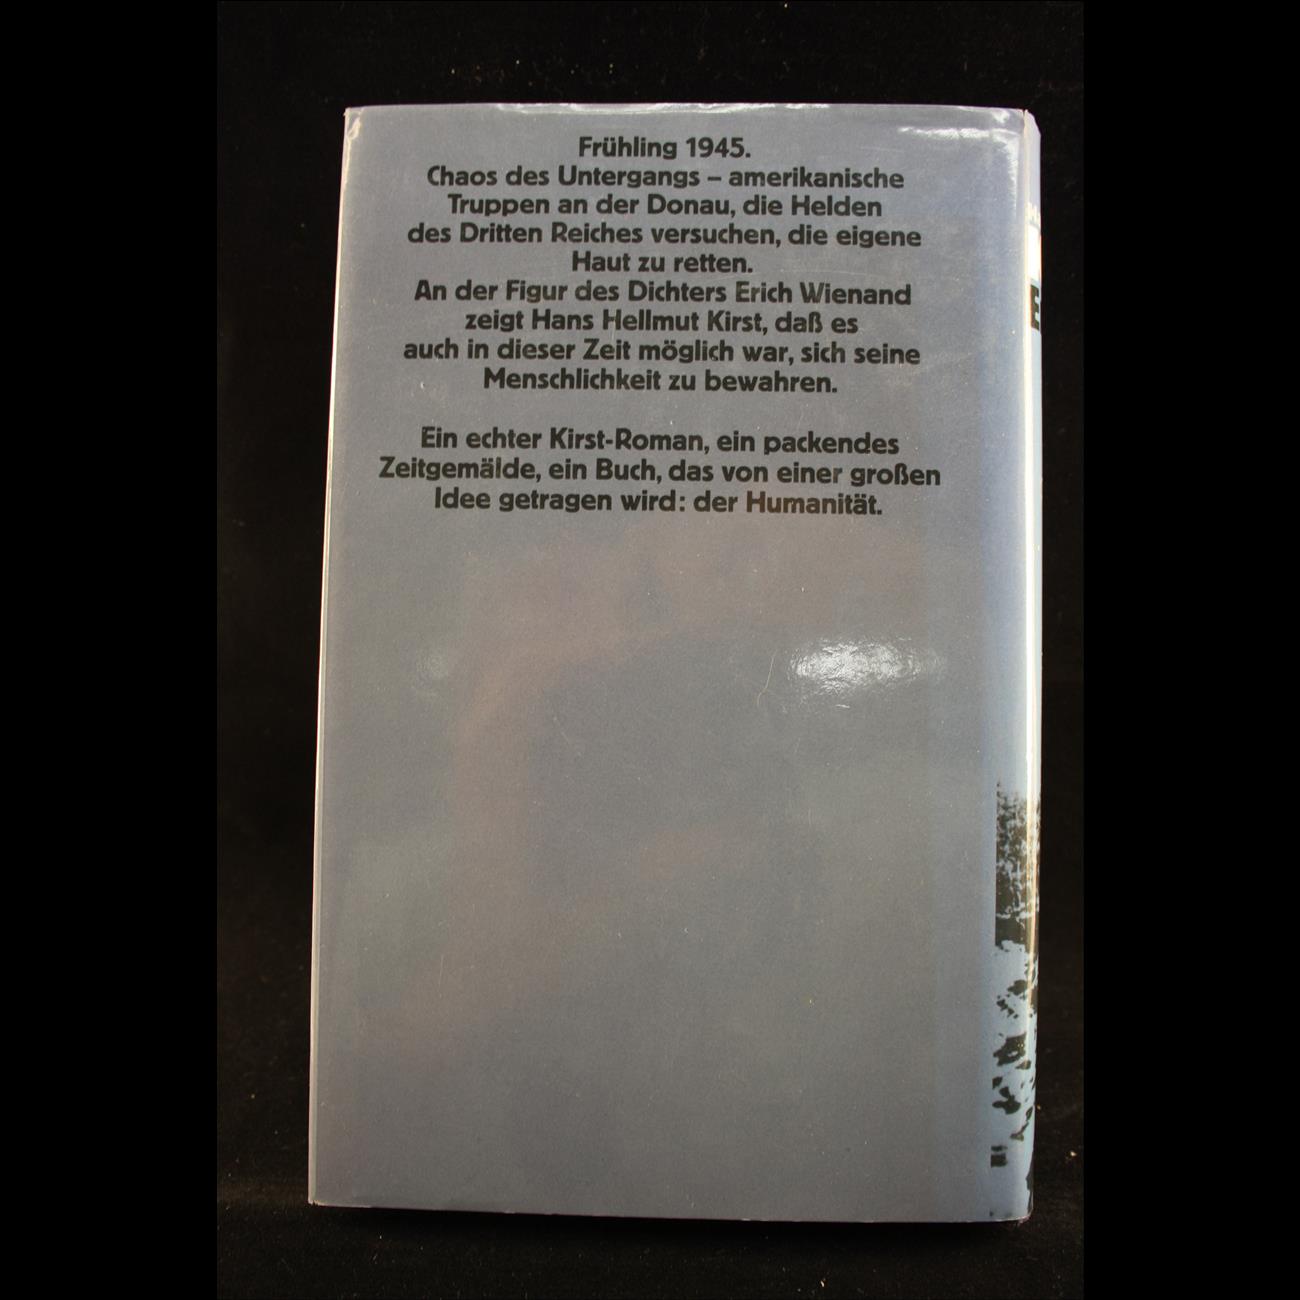 Frühling 1945.
Chaos des Untergangs – amerikanische
Truppen an der Donau, die Helden
des Dritten Reiches versuchen, die eigene
Haut zu retten.
An der Figur des Dichters Erich Wienand
zeigt Hans Hellmut Kirst, daß es
auch in dieser Zeit möglich war, sich seine
Menschlichkeit zu bewahren.
Ein echter Kirst-Roman, ein packendes
Zeitgemälde, ein Buch, das von einer großen
Idee getragen wird: der Humanität.